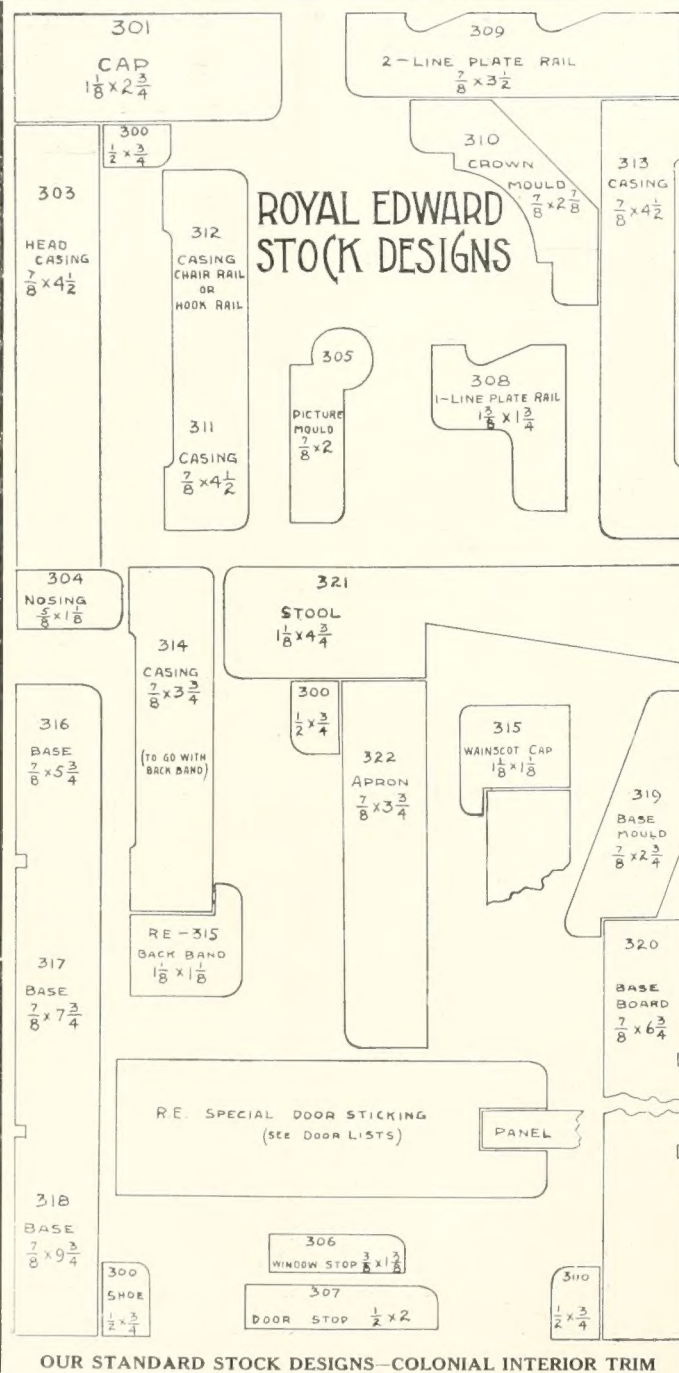 301
CAP
1 1/8 × 2 3/4
309
2-LINE PLATE RAIL
7/8 × 3 1/2
300
1/2 × 3/4
303
HEAD
CASING
7/8 × 4 1/2
312
CASING
CHAIR RAIL
OR
HOOK RAIL
311
CASING
7/8 × 4 1/2
ROYAL EDWARD
STOCK DESIGNS
310
CROWN
MOULD
7/8 × 2 7/8
313
CASING
7/8 × 4 1/2
305
PICTURE
MOULD
7/8 × 2
308
1-LINE PLATE RAIL
1 3/8 × 1 3/4
304
NOSING
5/8 × 1 1/8
314
CASING
7/8 × 3 3/4
(TO GO WITH
BACK BAND)
321
STOOL
1 1/8 × 4 3/4
300
1/2 × 3/4
322
APRON
7/8 × 3 3/4
315
WAINSCOT CAP
1 1/8 × 1 1/8
319
BASE
MOULD
7/8 × 2 3/4
316
BASE
7/8 × 5 3/4
RE-315
BACK BAND
1 1/8 × 1 1/8
317
BASE
7/8 × 7 3/4
320
BASE
BOARD
7/8 × 6 3/4
R.E. SPECIAL DOOR STICKING
(SEE DOOR LISTS)
PANEL
318
BASE
7/8 × 9 3/4
300
SHOE
1/2 × 3/4
306
WINDOW STOP 3/8 × 1 3/8
307
DOOR STOP 1/2 × 2
300
1/2 × 3/4
OUR STANDARD STOCK DESIGNS—COLONIAL INTERIOR TRIM